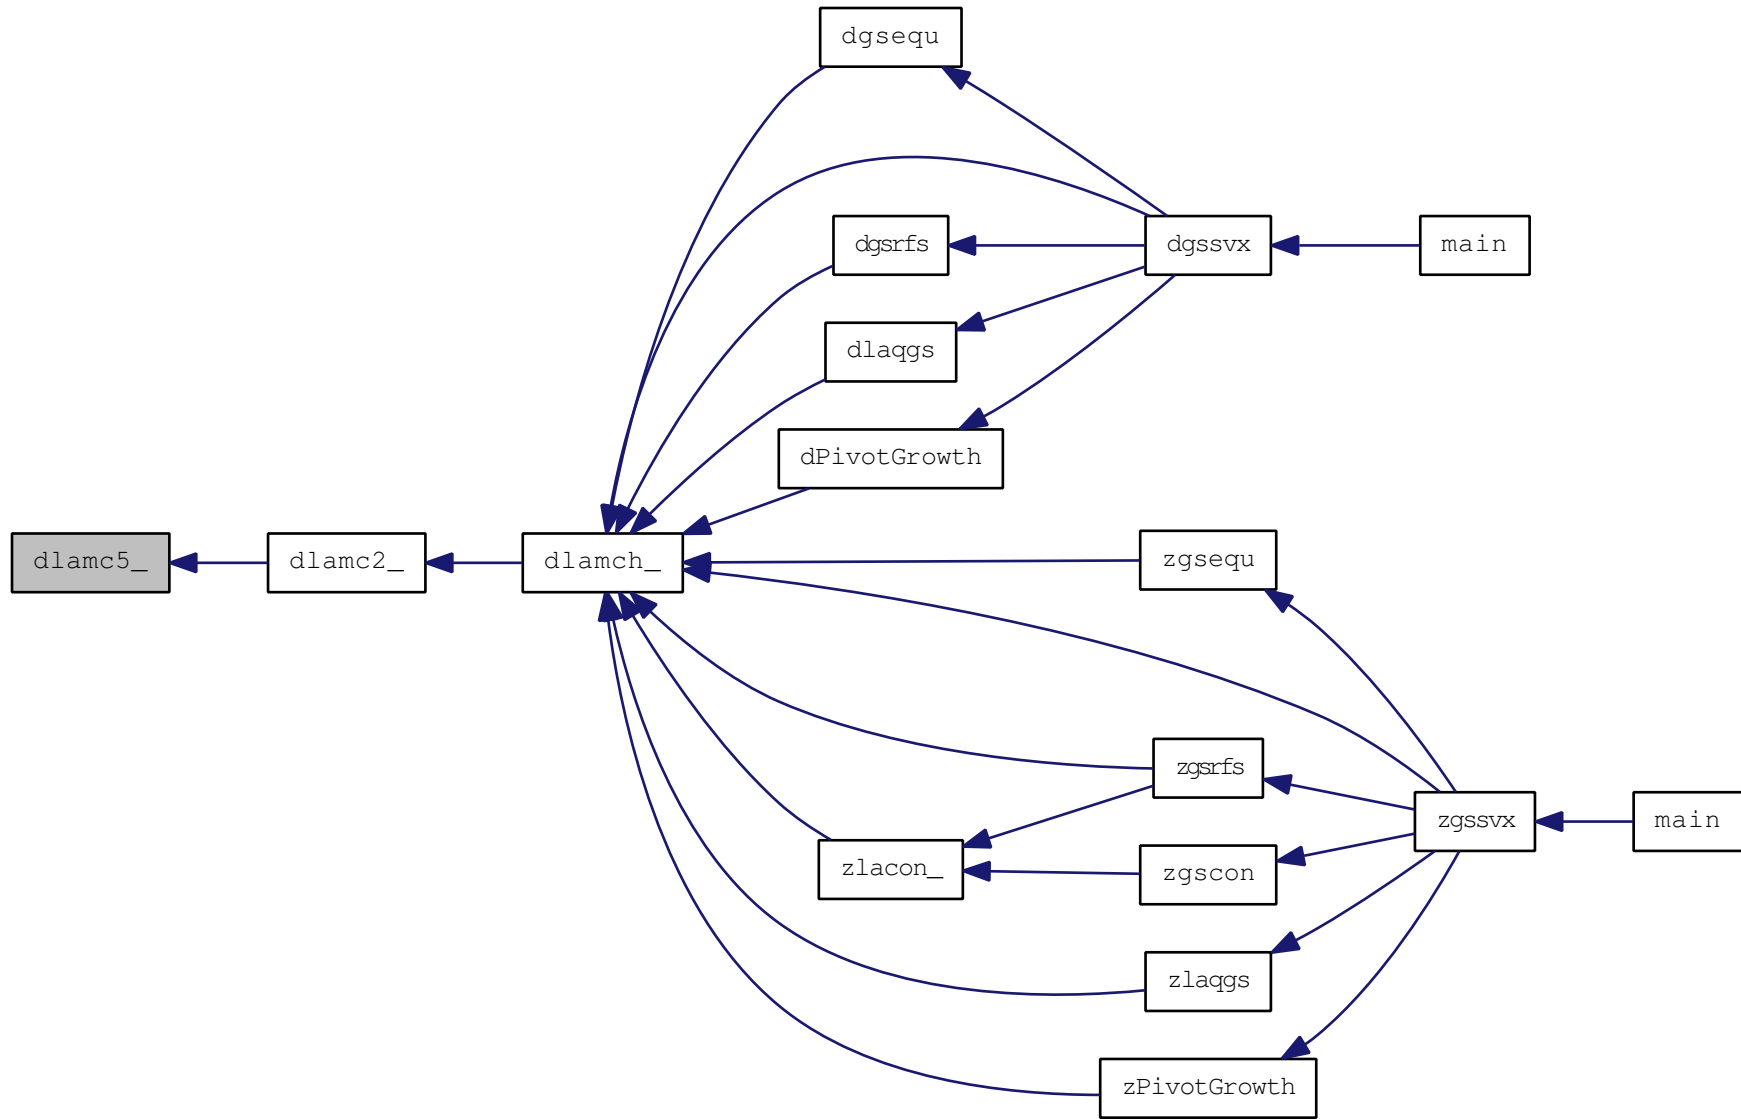 dgsequ
dgsrfs
dgssvx
main
dlaqgs
dPivotGrowth
dlamc5_
dlamc2_
dlamch_
zgsequ
zgsrfs
zgssvx
main
zlacon_
zgscon
zlaqgs
zPivotGrowth